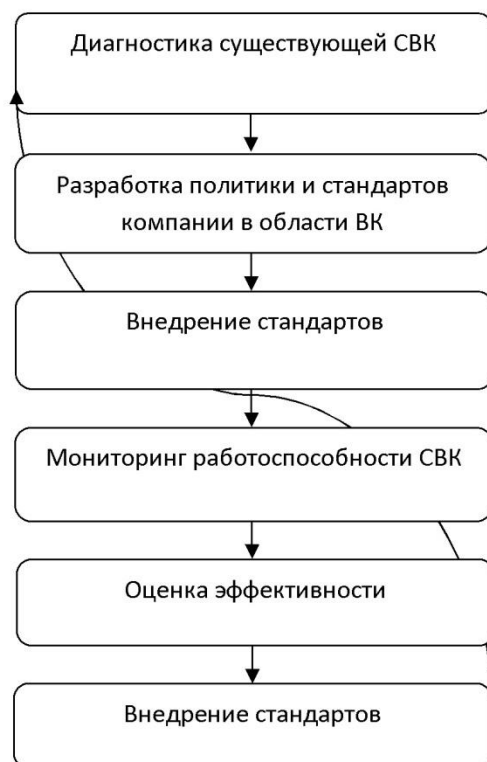 Диагностика существующей СВК
Разработка политики и стандартов
компании в области ВК
Внедрение стандартов
Мониторинг работоспособности СВК
Оценка эффективности
Внедрение стандартов